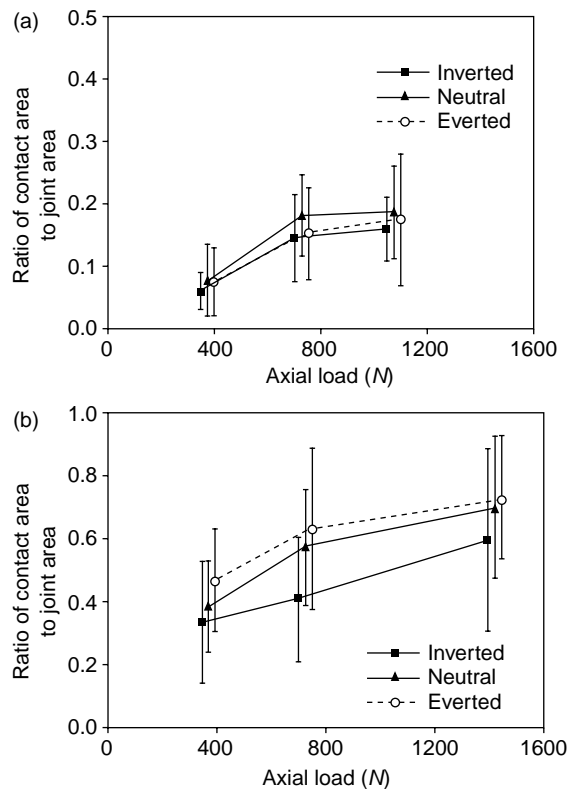 (a)
0.5
0.4
0.3
0.2
0.1
0.0
Ratio of contact area
to joint area
Inverted
Neutral
Everted
0 400 800 1200 1600
Axial load (N)
(b)
1.0
0.8
0.6
0.4
0.2
0.0
Ratio of contact area
to joint area
Inverted
Neutral
Everted
0 400 800 1200 1600
Axial load (N)